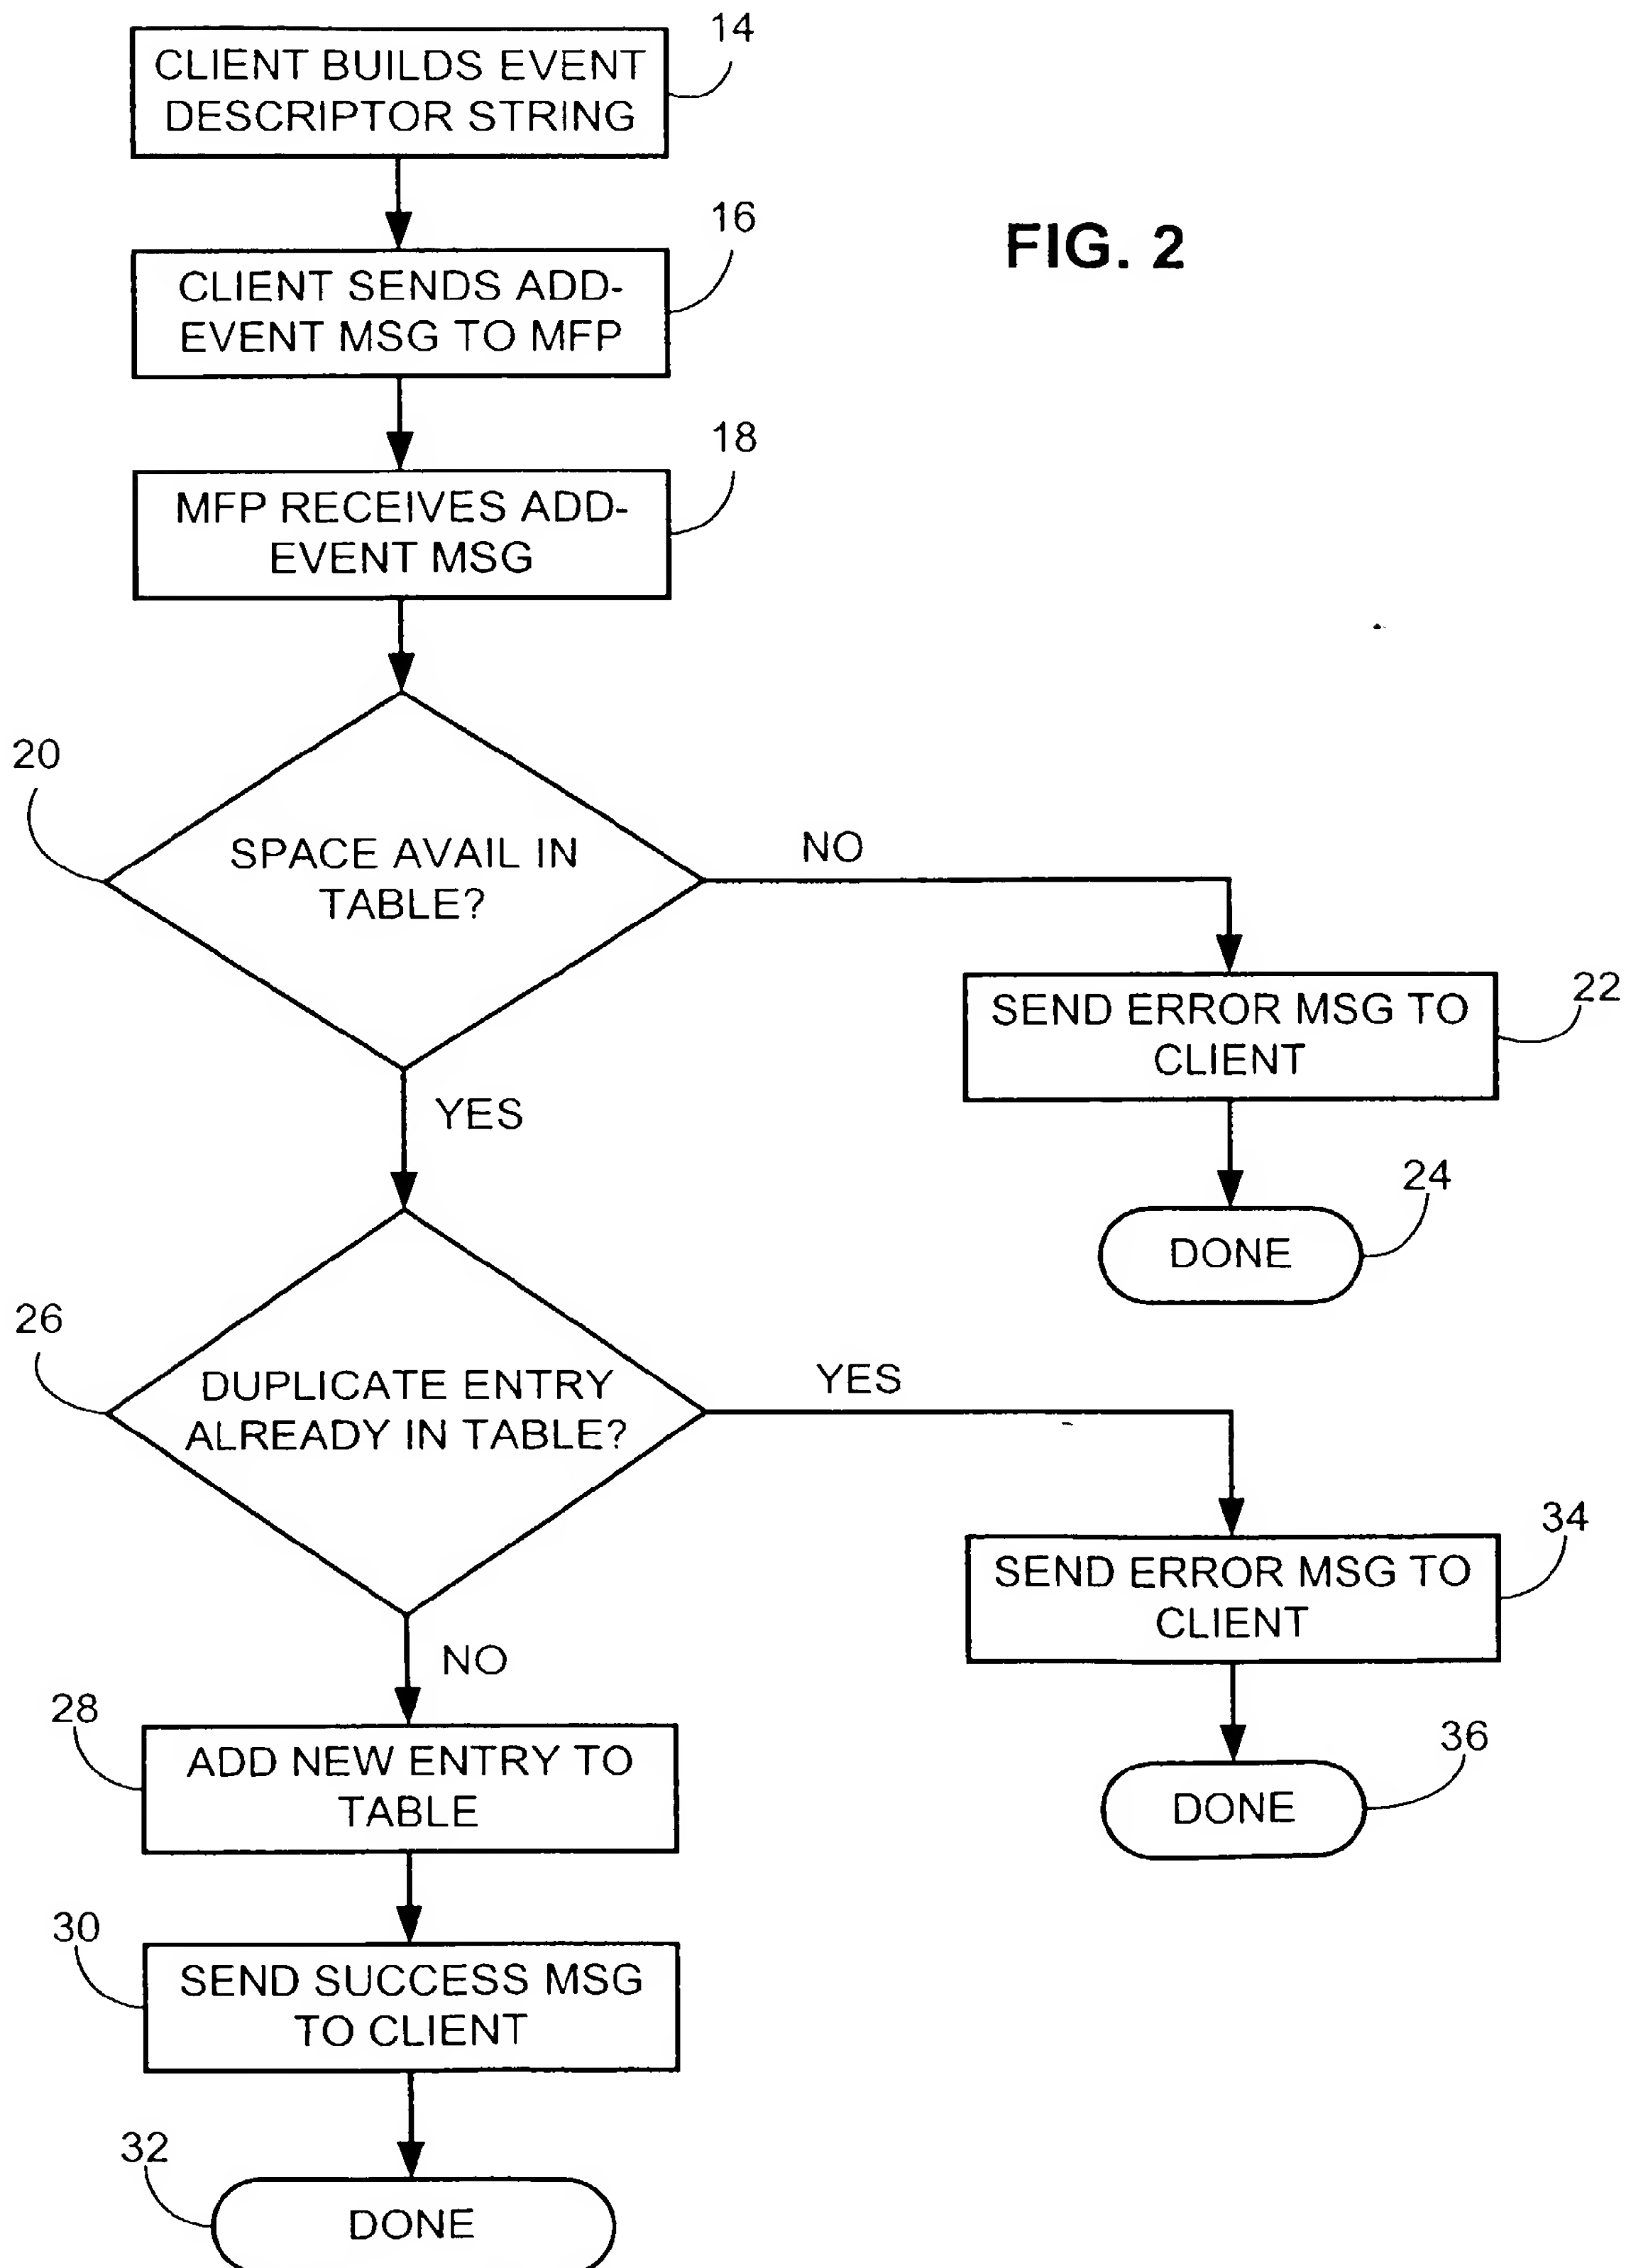 14
CLIENT BUILDS EVENT
DESCRIPTOR STRING
16
FIG. 2
CLIENT SENDS ADD-
EVENT MSG TO MFP
18
MFP RECEIVES ADD-
EVENT MSG
20
SPACE AVAIL IN
TABLE?
NO
22
SEND ERROR MSG TO
CLIENT
YES
24
DONE
26
DUPLICATE ENTRY
ALREADY IN TABLE?
YES
34
SEND ERROR MSG TO
CLIENT
NO
28
ADD NEW ENTRY TO
TABLE
36
DONE
30
SEND SUCCESS MSG
TO CLIENT
32
DONE